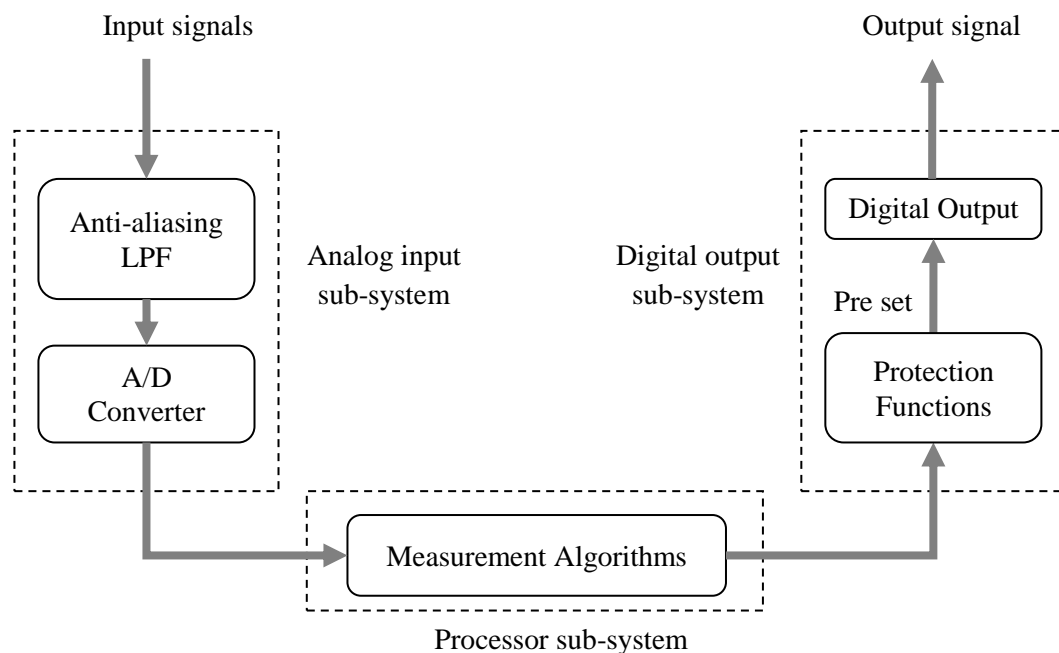 Input signals
Anti-aliasing
LPF
A/D
Converter
Analog input
sub-system
Measurement Algorithms
Processor sub-system
Output signal
Digital Output
Pre set
Protection
Functions
Digital output
sub-system